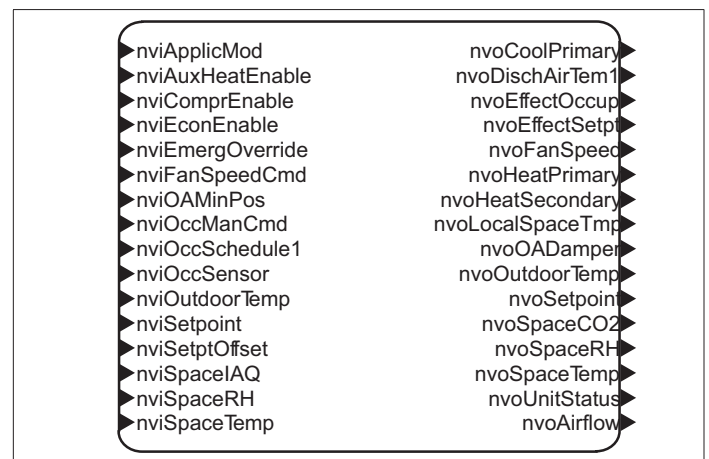 nviApplicMod nvoCoolPrimary
nviAuxHeatEnable nvoDischAirTem1
nviComprEnable nvoEffectOccup
nviEconEnable nvoEffectSetpt
nviEmergOverride nvoFanSpeed
nviFanSpeedCmd nvoHeatPrimary
nviOAMinPos nvoHeatSecondary
nviOccManCmd nvoLocalSpaceTmp
nviOccSchedule1 nvoOADamper
nviOccSensor nvoOutdoorTemp
nviOutdoorTemp nvoSetpoint
nviSetpoint nvoSpaceCO2
nviSetptOffset nvoSpaceRH
nviSpaceIAQ nvoSpaceTemp
nviSpaceRH nvoUnitStatus
nviSpaceTemp nvoAirflow